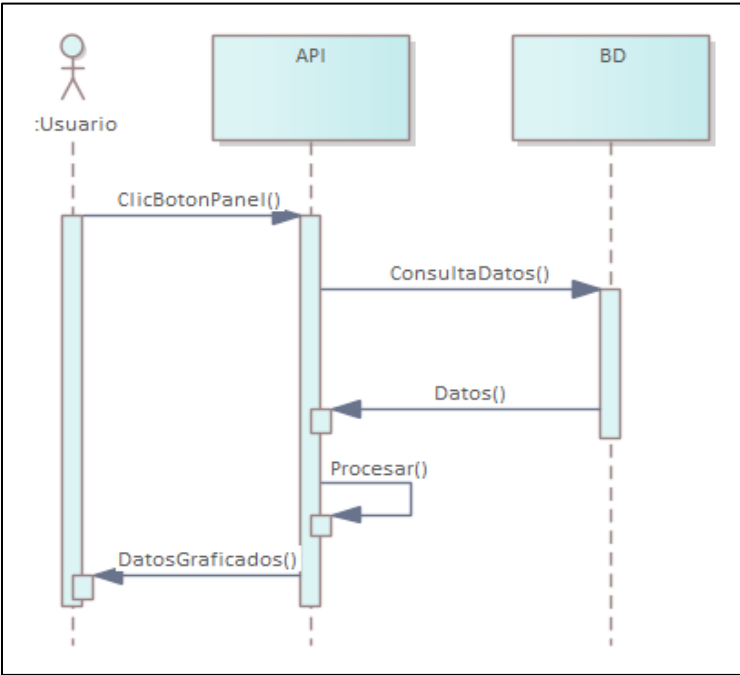 API
BD
:Usuario
ClicBotonPanel()
ConsultaDatos()
Datos()
Procesar()
DatosGraficados()